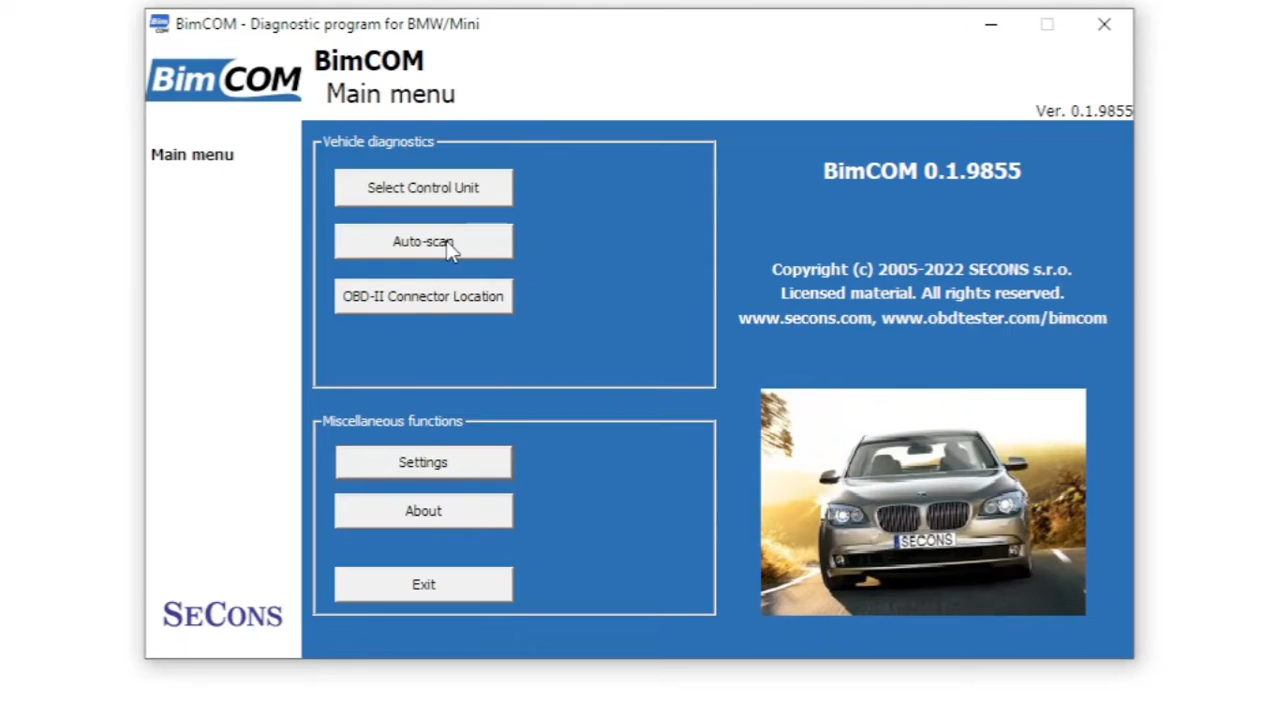 Bim COM
BimCOM - Diagnostic program for BMW/Mini
BimCOM
BimCOM
Main menu
Ver. 0.1.9855
Main menu
Vehicle diagnostics
Select Control Unit
Auto-scan
OBD-II Connector Location
Miscellaneous functions
Settings
About
Exit
BimCOM 0.1.9855
Copyright (c) 2005-2022 SECONS s.r.o.
Licensed material. All rights reserved.
www.secons.com, www.obdtester.com/bimcom
SECONS
SECONS